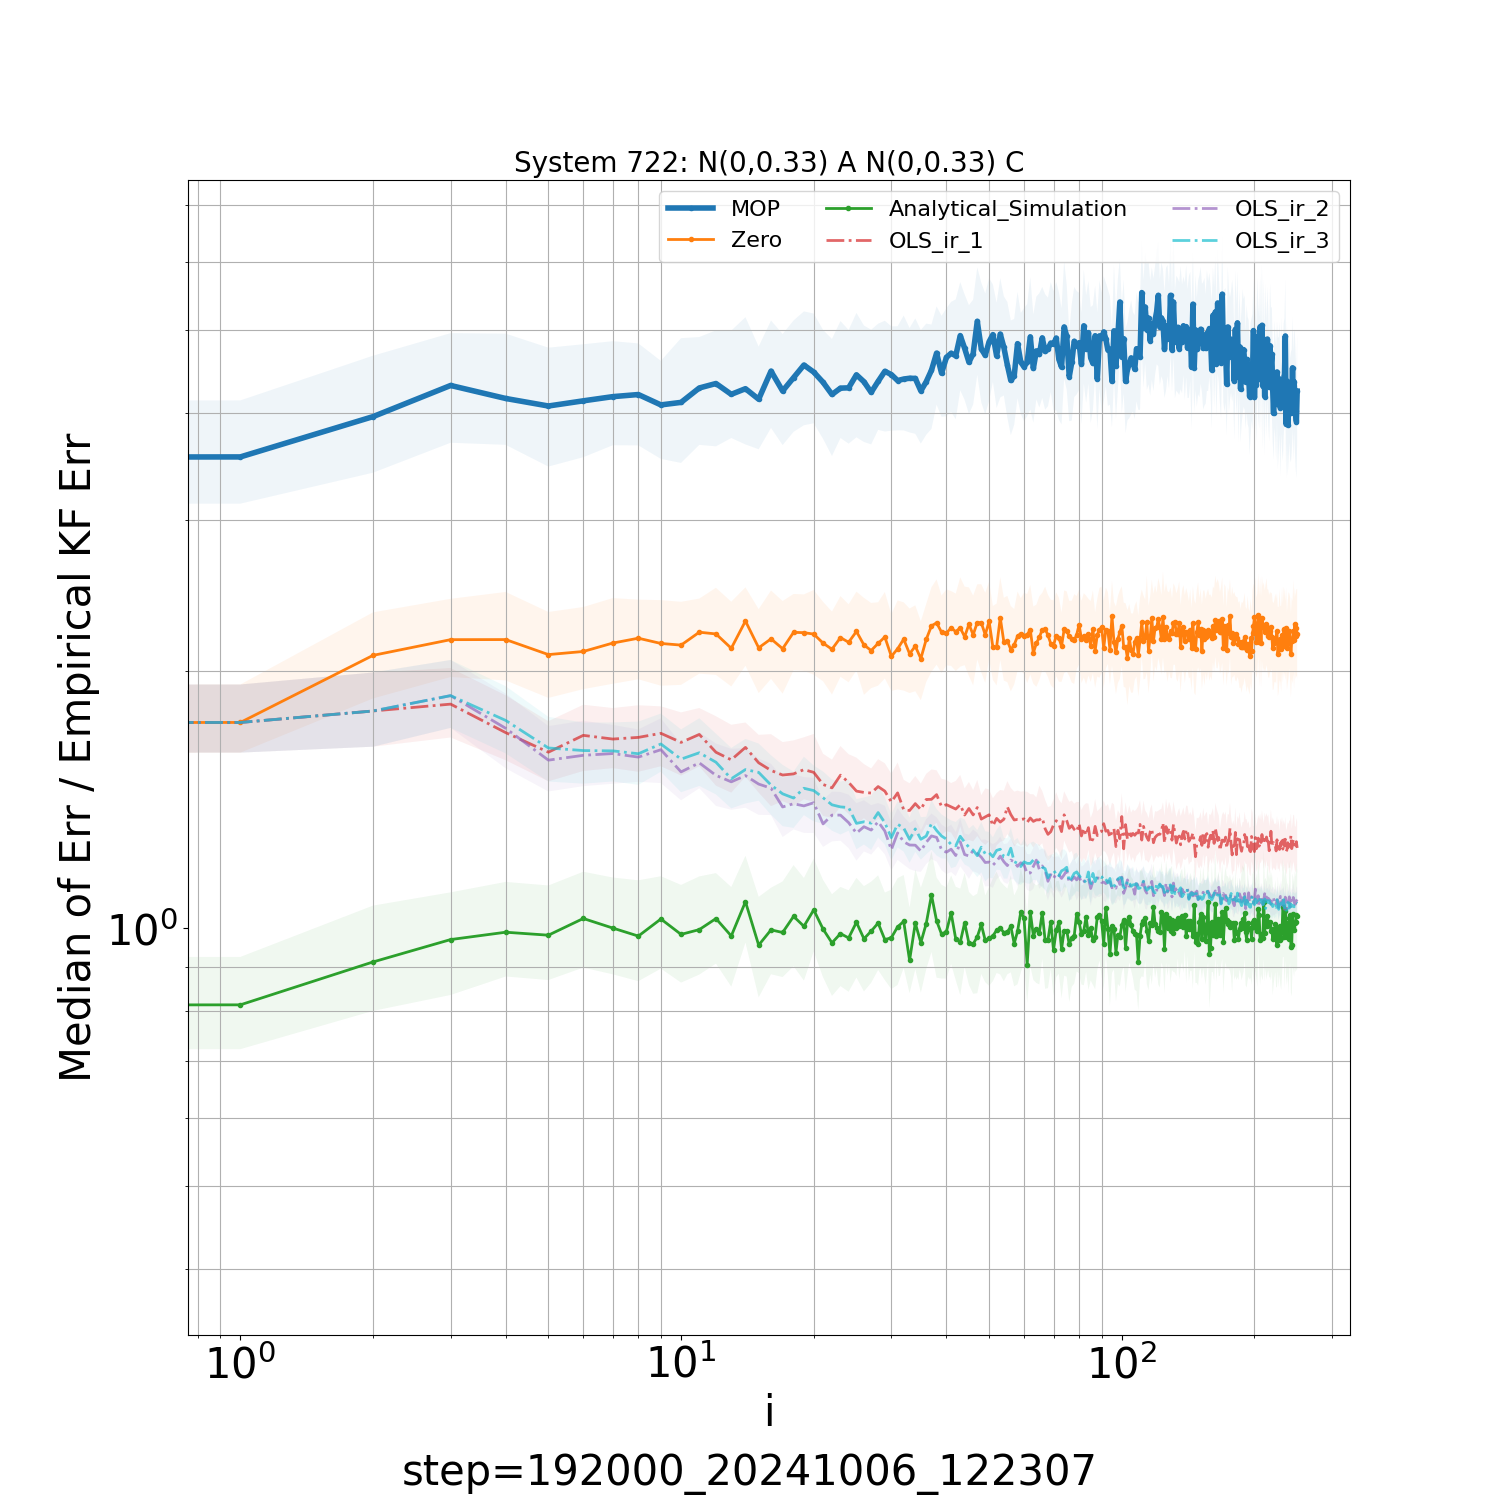 System 722: N(0,0.33) A N(0,0.33) C
MOP
Zero
Analytical_Simulation
OLS_ir_1
OLS_ir_2
OLS_ir_3
Median of Err / Empirical KF Err
10⁰
10⁰ 10¹ 10²
i
step=192000_20241006_122307